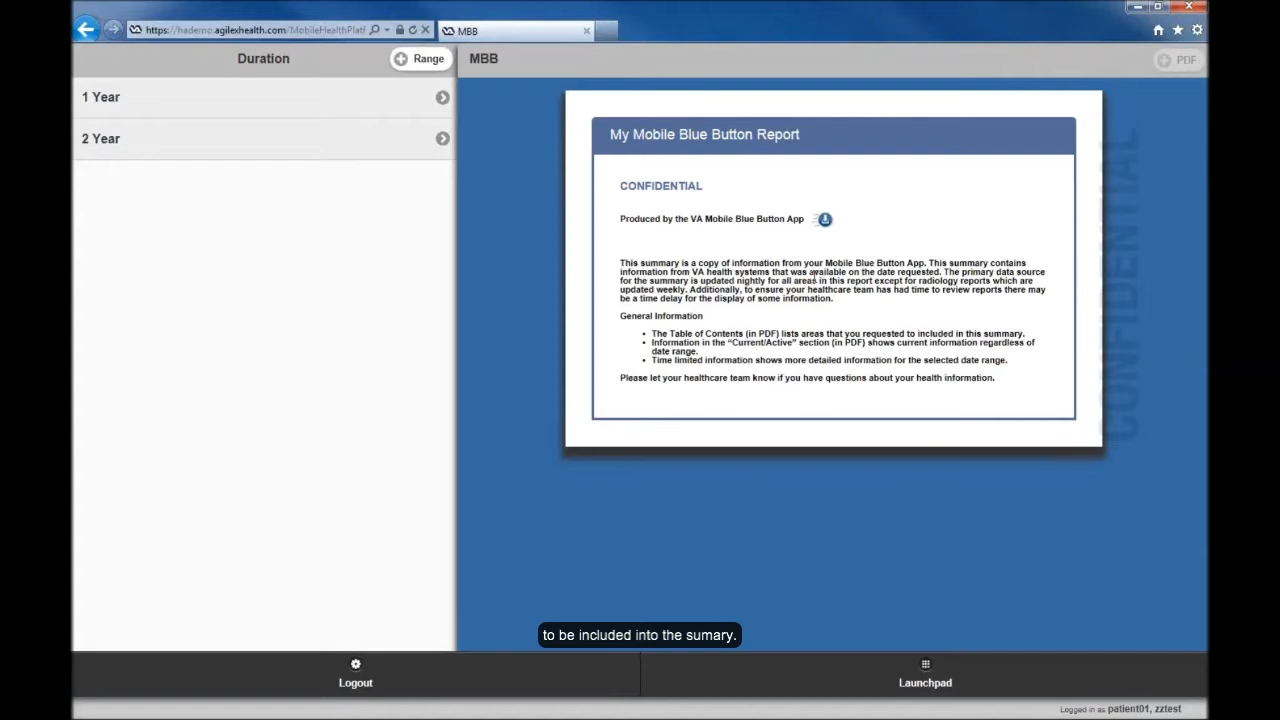 https://hademo.agilexhealth.com/MobileHealthPlatf
MBB
Duration
Range
MBB
PDF
1 Year
2 Year
My Mobile Blue Button Report
CONFIDENTIAL
Produced by the VA Mobile Blue Button App
This summary is a copy of information from your Mobile Blue Button App. This summary contains
information from VA health systems that was available on the date requested. The primary data source
for the summary is updated nightly for all areas in this report except for radiology reports which are
updated weekly. Additionally, to ensure your healthcare team has had time to review reports there may
be a time delay for the display of some information.
General Information
• The Table of Contents (in PDF) lists areas that you requested to included in this summary.
• Information in the “Current/Active” section (in PDF) shows current information regardless of
date range.
• Time limited information shows more detailed information for the selected date range.
Please let your healthcare team know if you have questions about your health information.
CONFIDENTIAL
to be included into the sumary.
Logout
Launchpad
Logged in as patient01, zztest